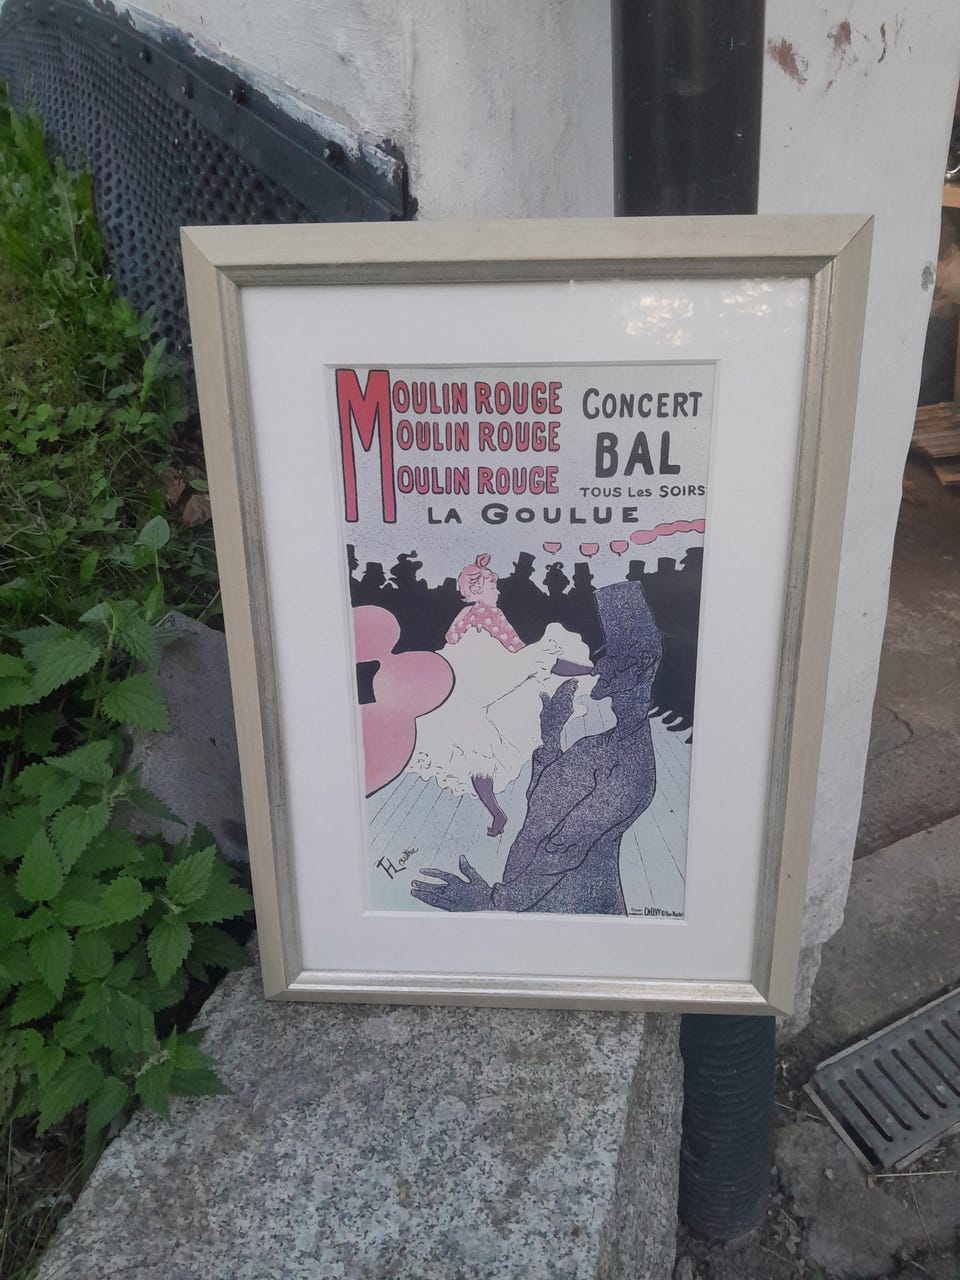 MOULIN ROUGE
MOULIN ROUGE
MOULIN ROUGE
CONCERT
BAL
TOUS LES SOIRS
LA GOULUE